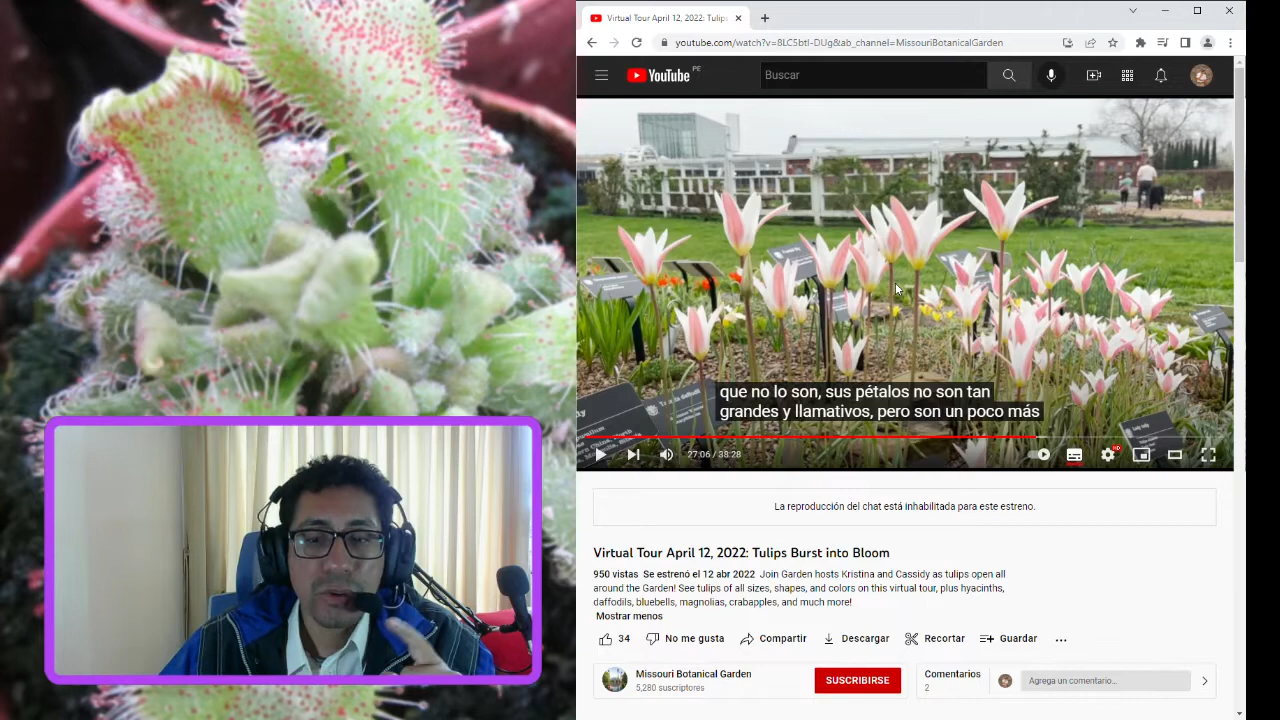 Virtual Tour April 12, 2022: Tulips
youtube.com/watch?v=8LC5btI-DUg&ab_channel=MissouriBotanicalGarden
YouTube PE
Buscar
que no lo son, sus pétalos no son tan
grandes y llamativos, pero son un poco más
27:06 / 38:28
HD
La reproducción del chat está inhabilitada para este estreno.
Virtual Tour April 12, 2022: Tulips Burst into Bloom
950 vistas Se estrenó el 12 abr 2022 Join Garden hosts Kristina and Cassidy as tulips open all
around the Garden! See tulips of all sizes, shapes, and colors on this virtual tour, plus hyacinths,
daffodils, bluebells, magnolias, crabapples, and much more!
Mostrar menos
34 No me gusta Compartir Descargar Recortar Guardar
Missouri Botanical Garden
5,280 suscriptores
SUSCRIBIRSE
Comentarios
2
Agrega un comentario...